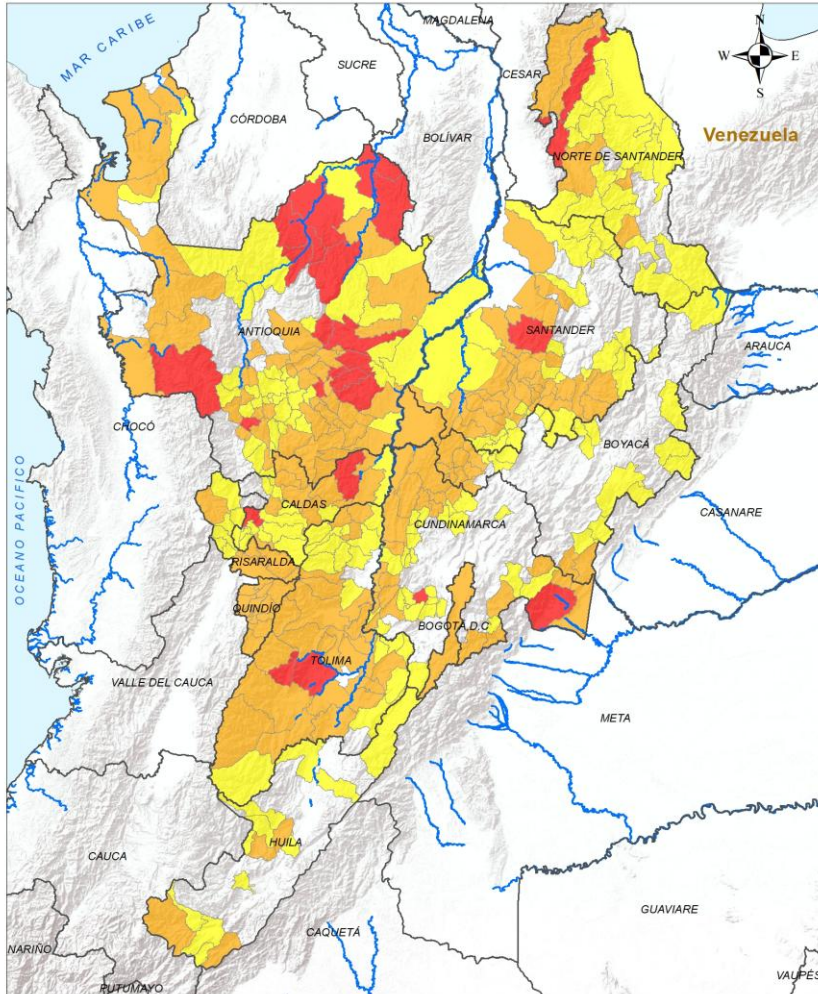 MAGDALENA
MAR CARIBE
N
W E
S
SUCRE
CESAR
CÓRDOBA
BOLÍVAR
Venezuela
NORTE DE SANTANDER
ANTIOQUIA
SANTANDER
ARAUCA
CHOCÓ
BOYACÁ
OCEANO PACIFICO
CALDAS
CUNDINAMARCA
CASANARE
RISARALDA
QUINDÍO
BOGOTÁ,D.C
TOLIMA
VALLE DEL CAUCA
META
HUILA
CAUCA
GUAVIARE
CAQUETÁ
NARIÑO
PUTUMAYO
VAUPÉS